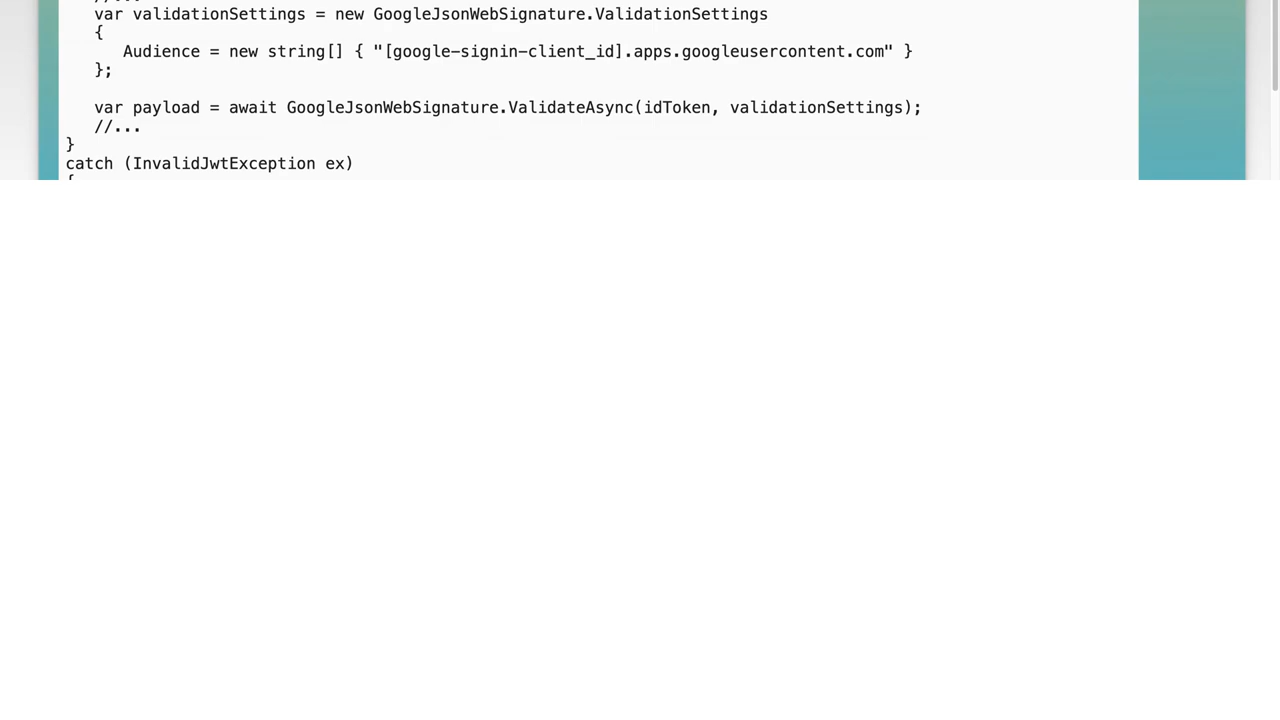 //...
var validationSettings = new GoogleJsonWebSignature.ValidationSettings
{
Audience = new string[] { "[google-signin-client_id].apps.googleusercontent.com" }
};
var payload = await GoogleJsonWebSignature.ValidateAsync(idToken, validationSettings);
//...
}
catch (InvalidJwtException ex)
{